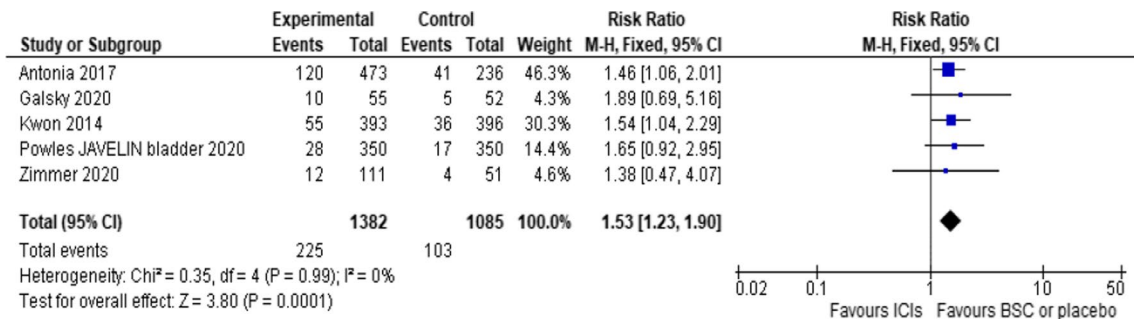 Experimental Control Risk Ratio Risk Ratio
Study or Subgroup Events Total Events Total Weight M-H, Fixed, 95% CI M-H, Fixed, 95% CI
Antonia 2017 120 473 41 236 46.3% 1.46 [1.06, 2.01]
Galsky 2020 10 55 5 52 4.3% 1.89 [0.69, 5.16]
Kwon 2014 55 393 36 396 30.3% 1.54 [1.04, 2.29]
Powles JAVELIN bladder 2020 28 350 17 350 14.4% 1.65 [0.92, 2.95]
Zimmer 2020 12 111 4 51 4.6% 1.38 [0.47, 4.07]
Total (95% CI) 1382 1085 100.0% 1.53 [1.23, 1.90]
Total events 225 103
Heterogeneity: Chi² = 0.35, df = 4 (P = 0.99); I² = 0%
Test for overall effect: Z = 3.80 (P = 0.0001)
0.02 0.1 1 10 50
Favours ICIs Favours BSC or placebo